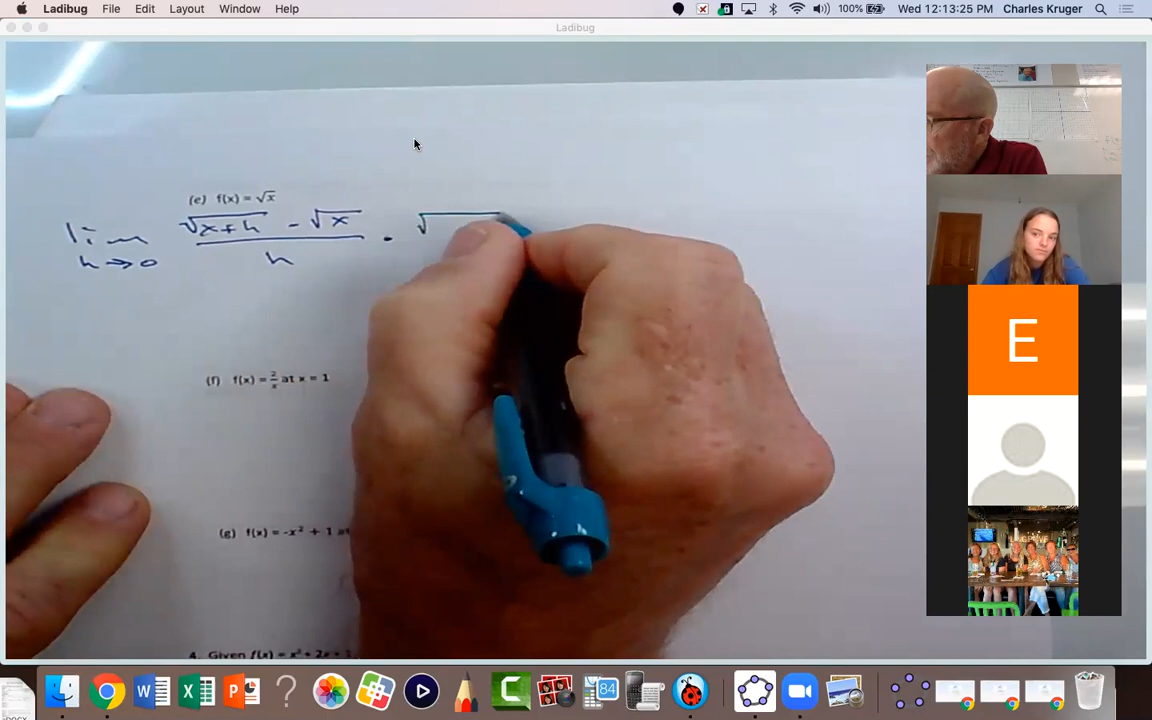 Ladibug File Edit Layout Window Help 100% Wed 12:13:25 PM Charles Kruger
Ladibug
(e) f(x) = √x
lim √x+h - √x · √
h→0 h
(f) f(x) = 2/x at x = 1
E
(g) f(x) = -x² + 1
4. Given f(x) = x² + 2x +
84